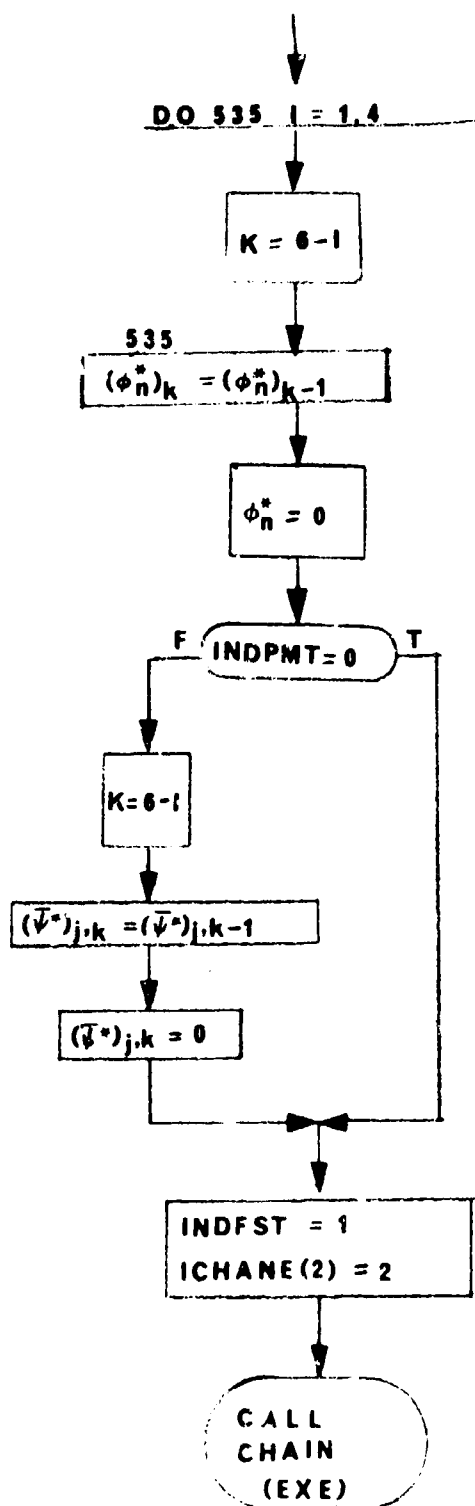 DO 535 I = 1,4
K = 6-I
535
(ϕ*n)k = (ϕ*n)k-1
ϕ*n = 0
F INDPMT=0 T
K=6-I
(ψ̄*)j,k = (ψ̄*)j,k-1
(ψ̄*)j,k = 0
INDFST = 1
ICHANE(2) = 2
CALL
CHAIN
(EXE)